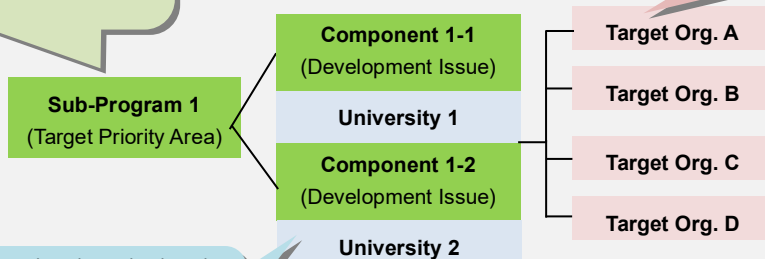 Sub-Program 1
(Target Priority Area)
Component 1-1
(Development Issue)
University 1
Component 1-2
(Development Issue)
University 2
Target Org. A
Target Org. B
Target Org. C
Target Org. D